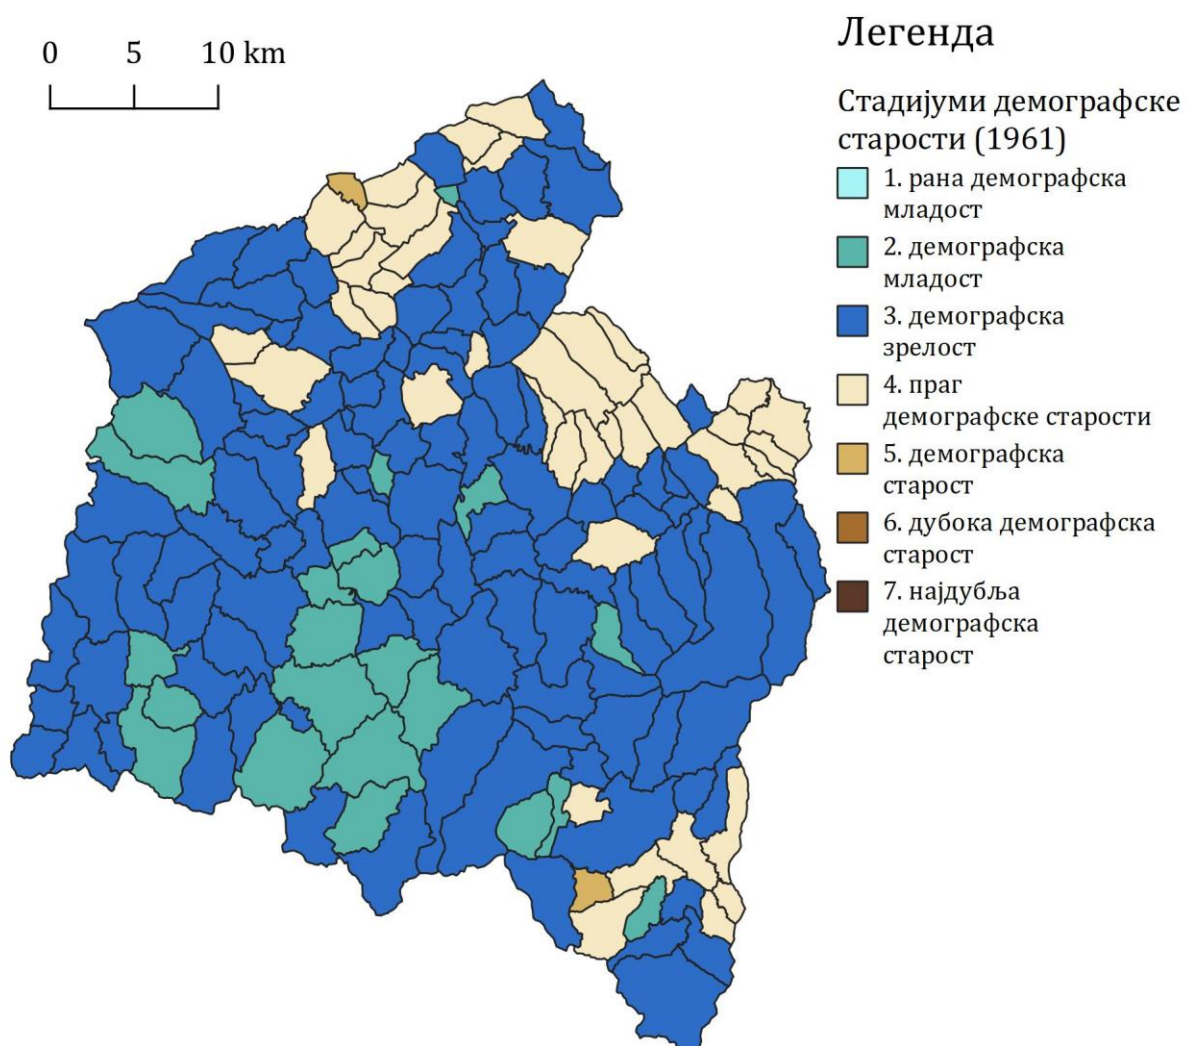 0 5 10 km
Легенда
Стадијуми демографске
старости (1961)
1. рана демографска
младост
2. демографска
младост
3. демографска
зрелост
4. праг
демографске старости
5. демографска
старост
6. дубока демографска
старост
7. најдубља
демографска
старост